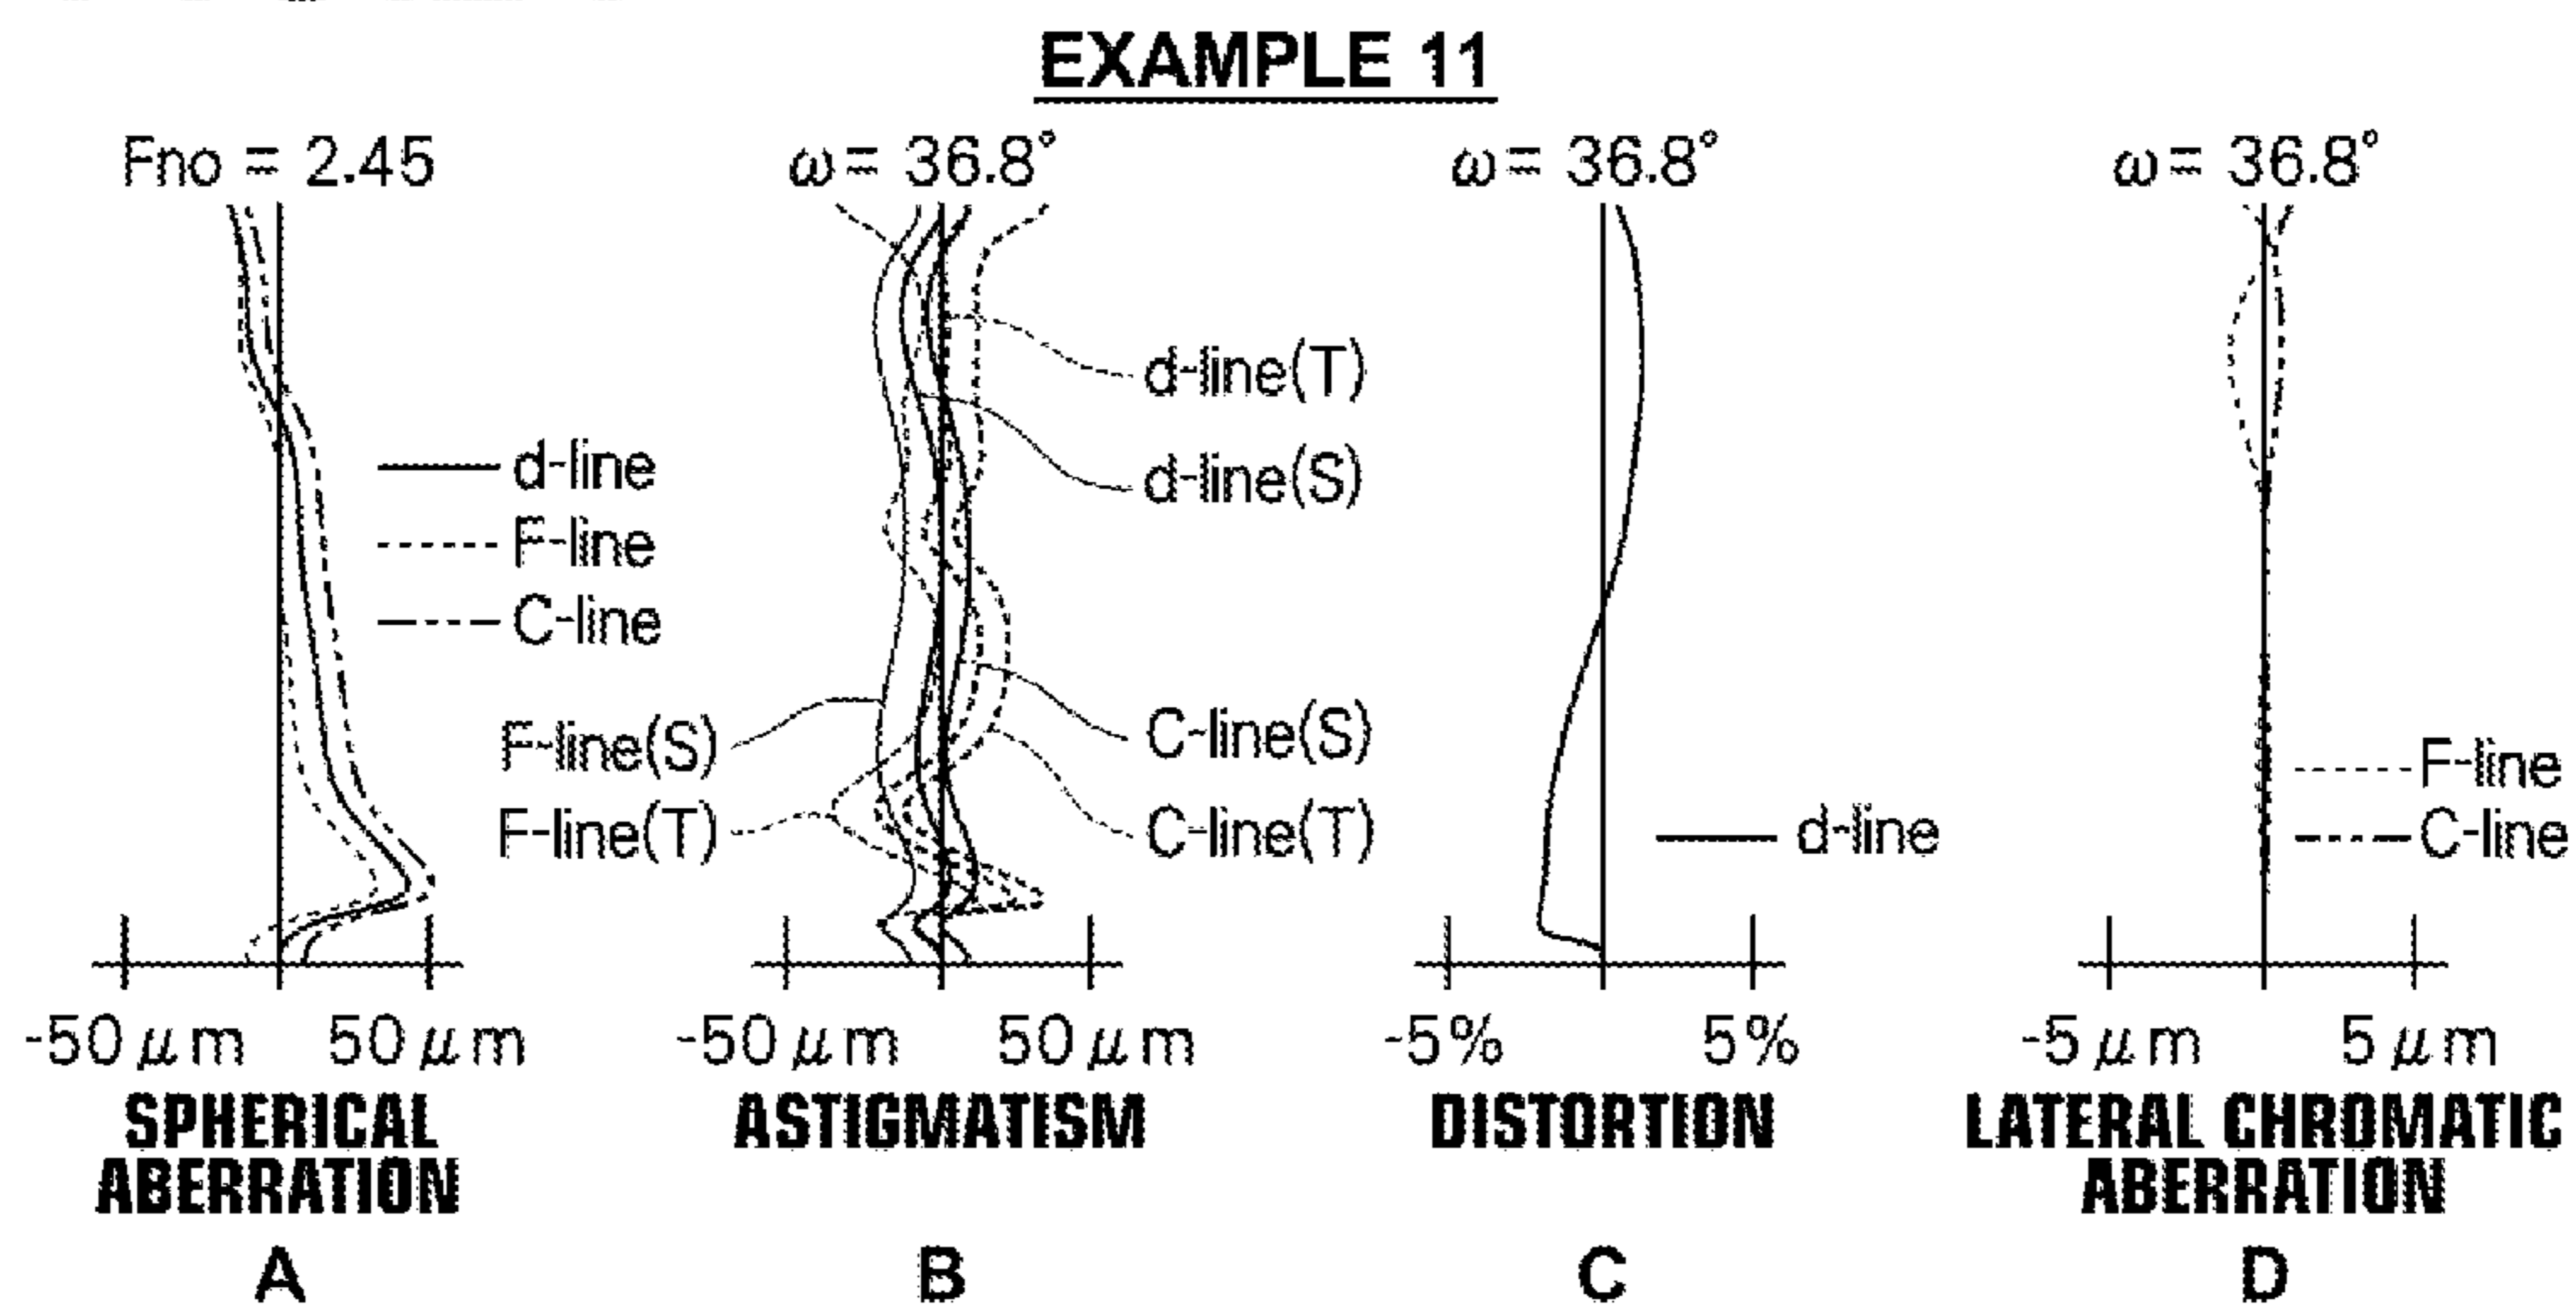 EXAMPLE 11
Fno = 2.45
d-line
F-line
C-line
-50 μm 50 μm
SPHERICAL
ABERRATION
A
ω = 36.8°
d-line(T)
d-line(S)
F-line(S)
C-line(S)
F-line(T)
C-line(T)
-50 μm 50 μm
ASTIGMATISM
B
ω = 36.8°
d-line
-5% 5%
DISTORTION
C
ω = 36.8°
F-line
C-line
-5 μm 5 μm
LATERAL CHROMATIC
ABERRATION
D